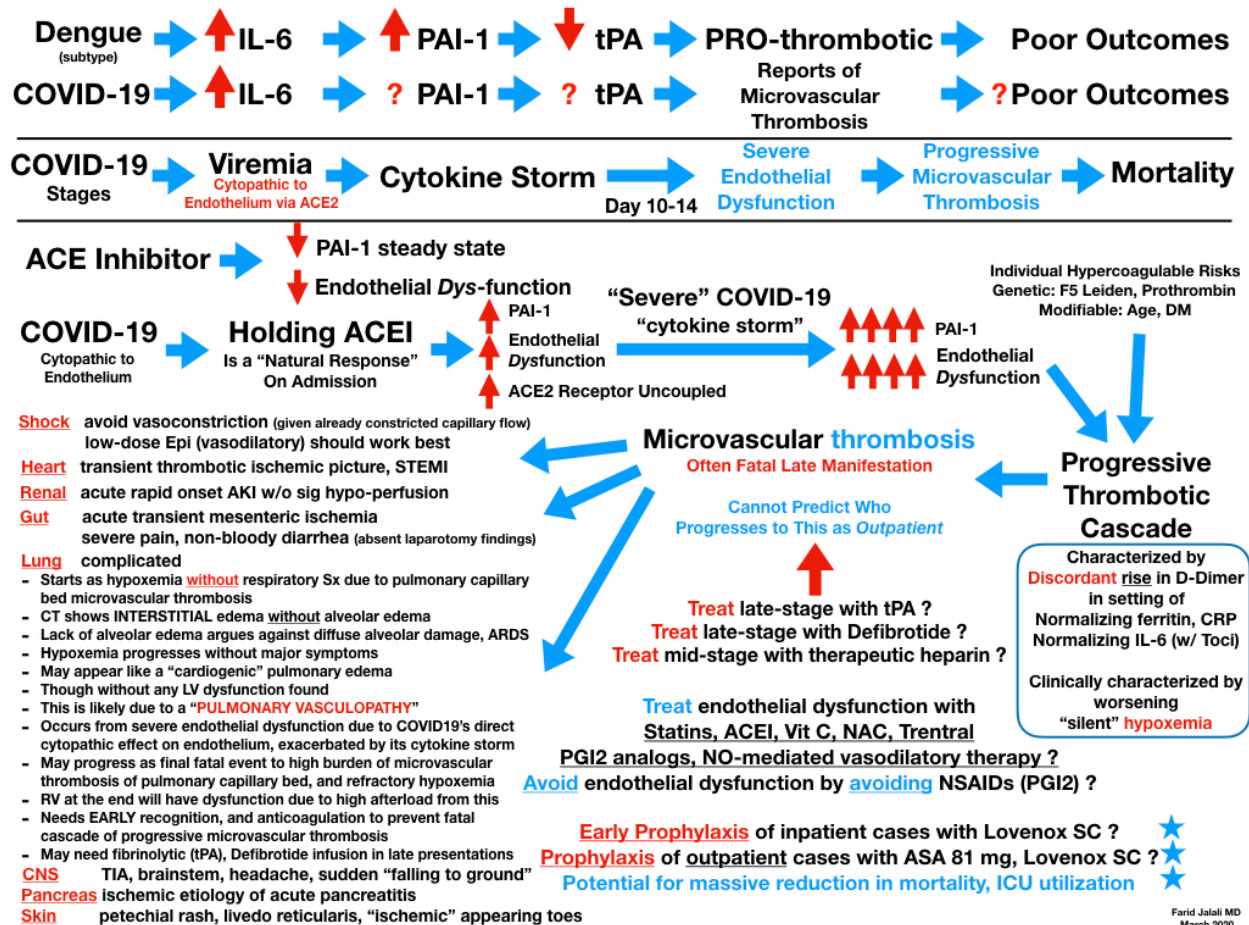 Dengue IL-6 PAI-1 tPA PRO-thrombotic Poor Outcomes
(subtype)
COVID-19 IL-6 ? PAI-1 ? tPA Reports of ? Poor Outcomes
Microvascular
Thrombosis
COVID-19
Stages
Viremia
Cytopathic to
Endothelium via ACE2
Cytokine Storm
Day 10-14
Severe
Endothelial
Dysfunction
Progressive
Microvascular
Thrombosis
Mortality
ACE Inhibitor
PAI-1 steady state
Endothelial Dys-function
COVID-19
Cytopathic to
Endothelium
Holding ACEI
Is a “Natural Response”
On Admission
PAI-1
Endothelial
Dysfunction
ACE2 Receptor Uncoupled
“Severe” COVID-19
“cytokine storm”
PAI-1
Endothelial
Dysfunction
Individual Hypercoagulable Risks
Genetic: F5 Leiden, Prothrombin
Modifiable: Age, DM
Progressive
Thrombotic
Cascade
Characterized by
Discordant rise in D-Dimer
in setting of
Normalizing ferritin, CRP
Normalizing IL-6 (w/ Toci)
Clinically characterized by
worsening
“silent” hypoxemia
Microvascular thrombosis
Often Fatal Late Manifestation
Cannot Predict Who
Progresses to This as Outpatient
Treat late-stage with tPA ?
Treat late-stage with Defibrotide ?
Treat mid-stage with therapeutic heparin ?
Treat endothelial dysfunction with
Statins, ACEI, Vit C, NAC, Trentral
PGI2 analogs, NO-mediated vasodilatory therapy ?
Avoid endothelial dysfunction by avoiding NSAIDs (PGI2) ?
Early Prophylaxis of inpatient cases with Lovenox SC ?
Prophylaxis of outpatient cases with ASA 81 mg, Lovenox SC ?
Potential for massive reduction in mortality, ICU utilization
Shock avoid vasoconstriction (given already constricted capillary flow)
low-dose Epi (vasodilatory) should work best
Heart transient thrombotic ischemic picture, STEMI
Renal acute rapid onset AKI w/o sig hypo-perfusion
Gut acute transient mesenteric ischemia
severe pain, non-bloody diarrhea (absent laparotomy findings)
Lung complicated
- Starts as hypoxemia without respiratory Sx due to pulmonary capillary
bed microvascular thrombosis
- CT shows INTERSTITIAL edema without alveolar edema
- Lack of alveolar edema argues against diffuse alveolar damage, ARDS
- Hypoxemia progresses without major symptoms
- May appear like a “cardiogenic” pulmonary edema
- Though without any LV dysfunction found
- This is likely due to a “PULMONARY VASCULOPATHY”
- Occurs from severe endothelial dysfunction due to COVID19’s direct
cytopathic effect on endothelium, exacerbated by its cytokine storm
- May progress as final fatal event to high burden of microvascular
thrombosis of pulmonary capillary bed, and refractory hypoxemia
- RV at the end will have dysfunction due to high afterload from this
- Needs EARLY recognition, and anticoagulation to prevent fatal
cascade of progressive microvascular thrombosis
- May need fibrinolytic (tPA), Defibrotide infusion in late presentations
CNS TIA, brainstem, headache, sudden “falling to ground”
Pancreas ischemic etiology of acute pancreatitis
Skin petechial rash, livedo reticularis, “ischemic” appearing toes
Farid Jalali MD
March 2020